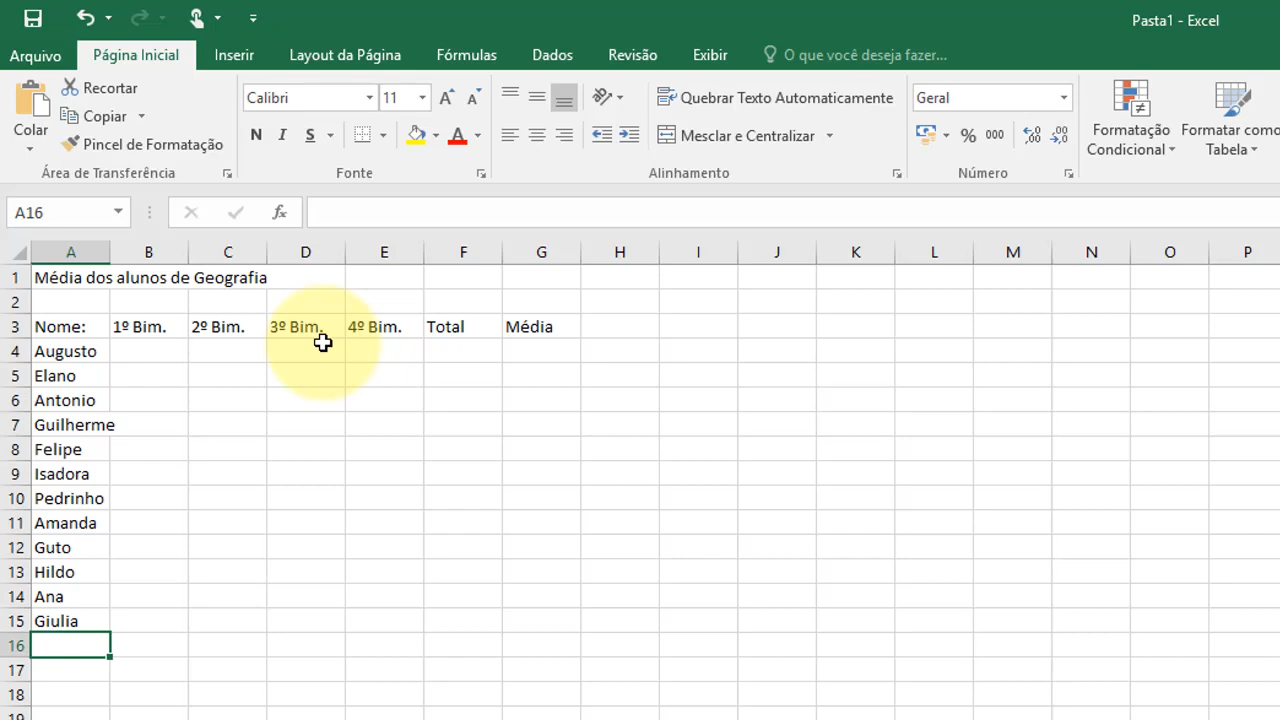 Pasta1 - Excel
Arquivo Página Inicial Inserir Layout da Página Fórmulas Dados Revisão Exibir O que você deseja fazer...
Colar
Recortar
Copiar
Pincel de Formatação
Área de Transferência
Calibri 11 A A
N I S A
Fonte
Quebrar Texto Automaticamente
Mesclar e Centralizar
Alinhamento
Geral
% 000 ,00 ,0 ,00
Número
Formatação Condicional
Formatar como Tabela
A16 fx
A B C D E F G H I J K L M N O P
1 Média dos alunos de Geografia
2
3 Nome: 1º Bim. 2º Bim. 3º Bim. 4º Bim. Total Média
4 Augusto
5 Elano
6 Antonio
7 Guilherme
8 Felipe
9 Isadora
10 Pedrinho
11 Amanda
12 Guto
13 Hildo
14 Ana
15 Giulia
16
17
18
19